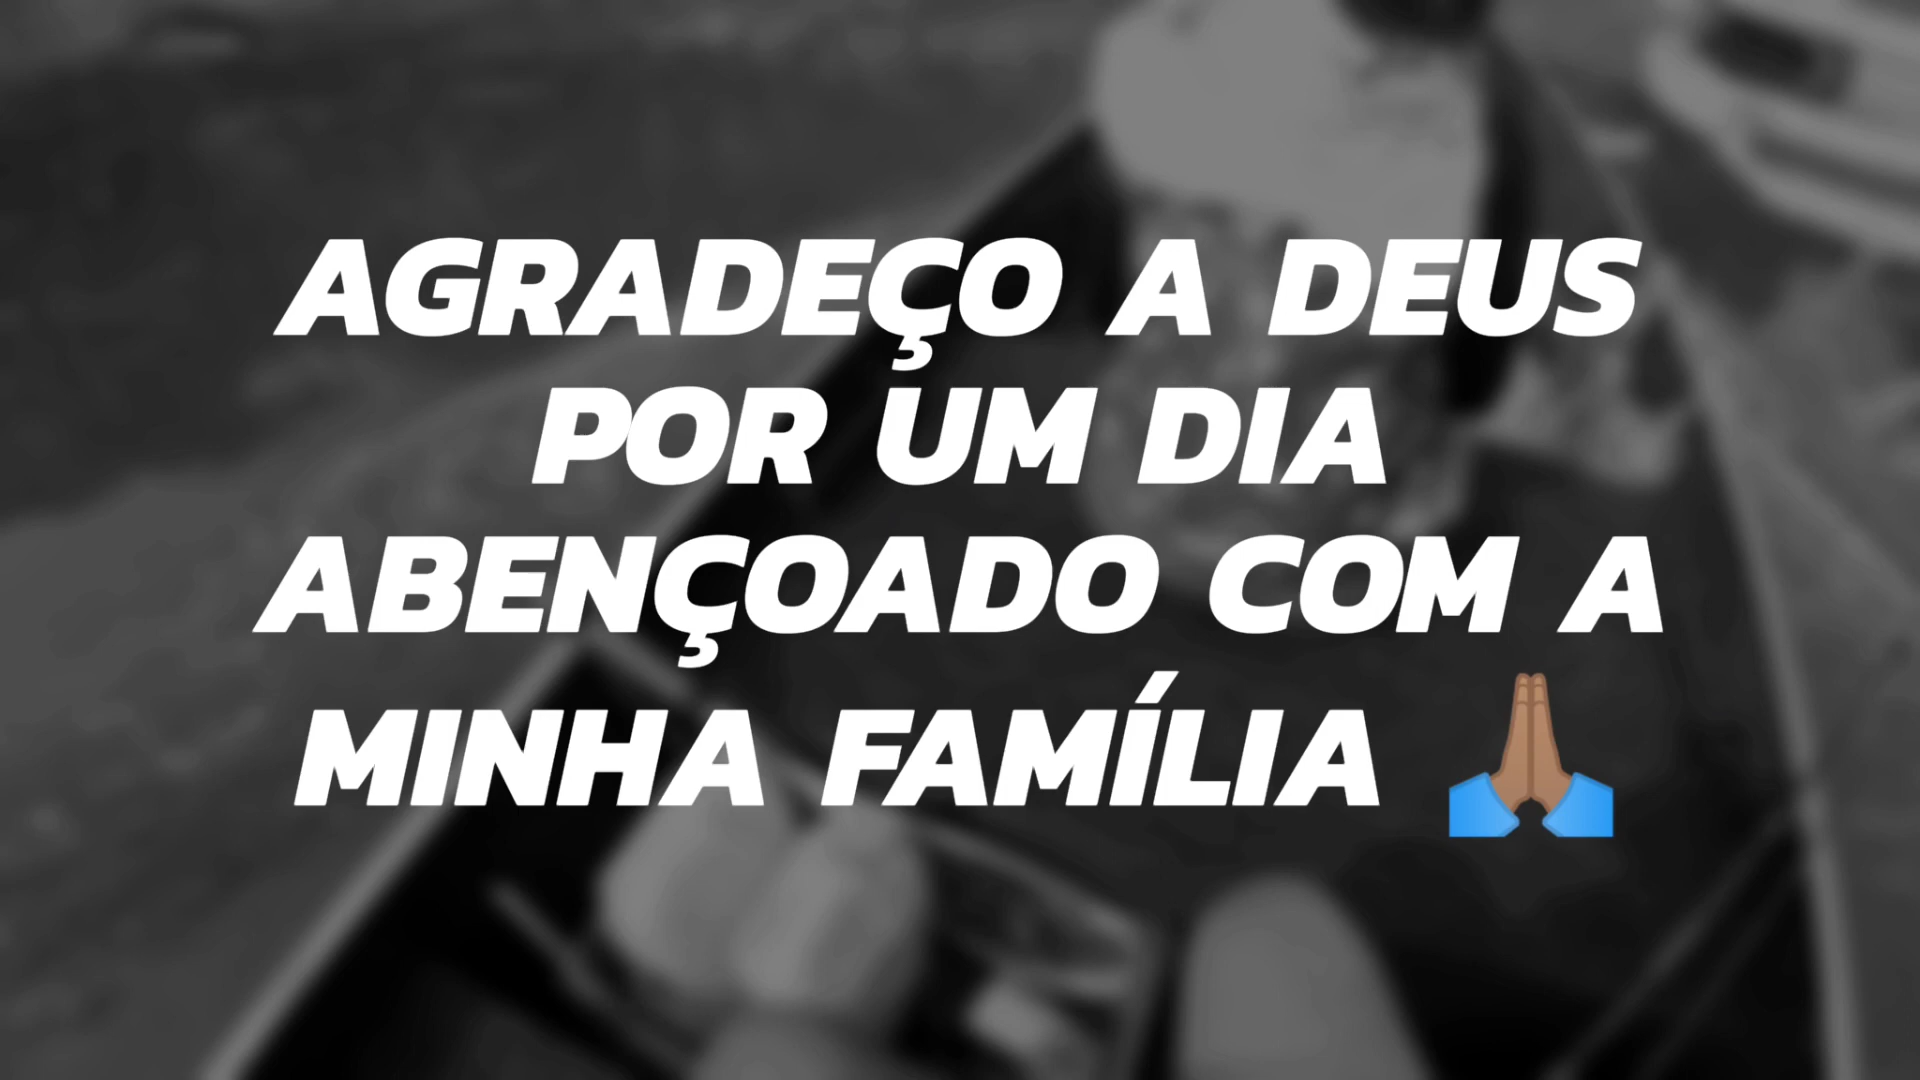 AGRADEÇO A DEUS
POR UM DIA
ABENÇOADO COM A
MINHA FAMÍLIA 🙏🏽